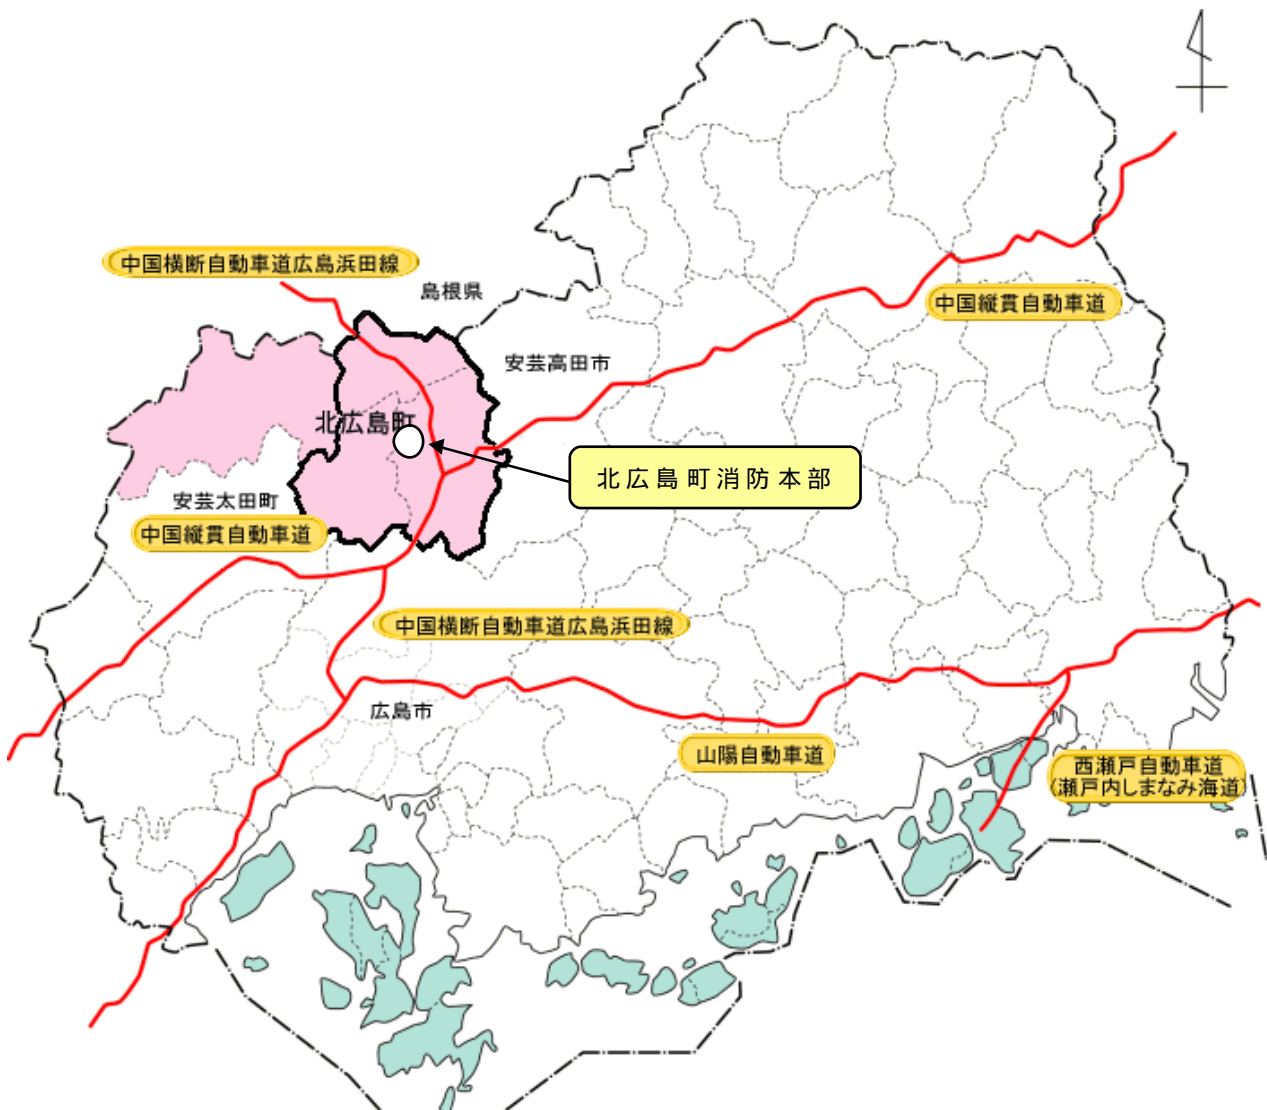 中国横断自動車道広島浜田線
島根県
中国縦貫自動車道
安芸高田市
北広島町
北広島町消防本部
安芸太田町
中国縦貫自動車道
中国横断自動車道広島浜田線
広島市
山陽自動車道
西瀬戸自動車道
(瀬戸内しまなみ海道)